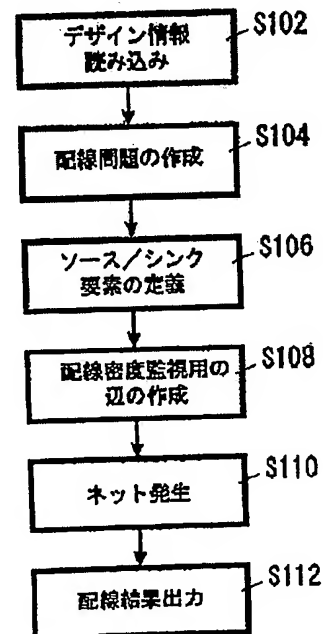 デザイン情報
読み込み
S102
配線問題の作成
S104
ソース／シンク
要素の定義
S106
配線密度監視用の
辺の作成
S108
ネット発生
S110
配線結果出力
S112